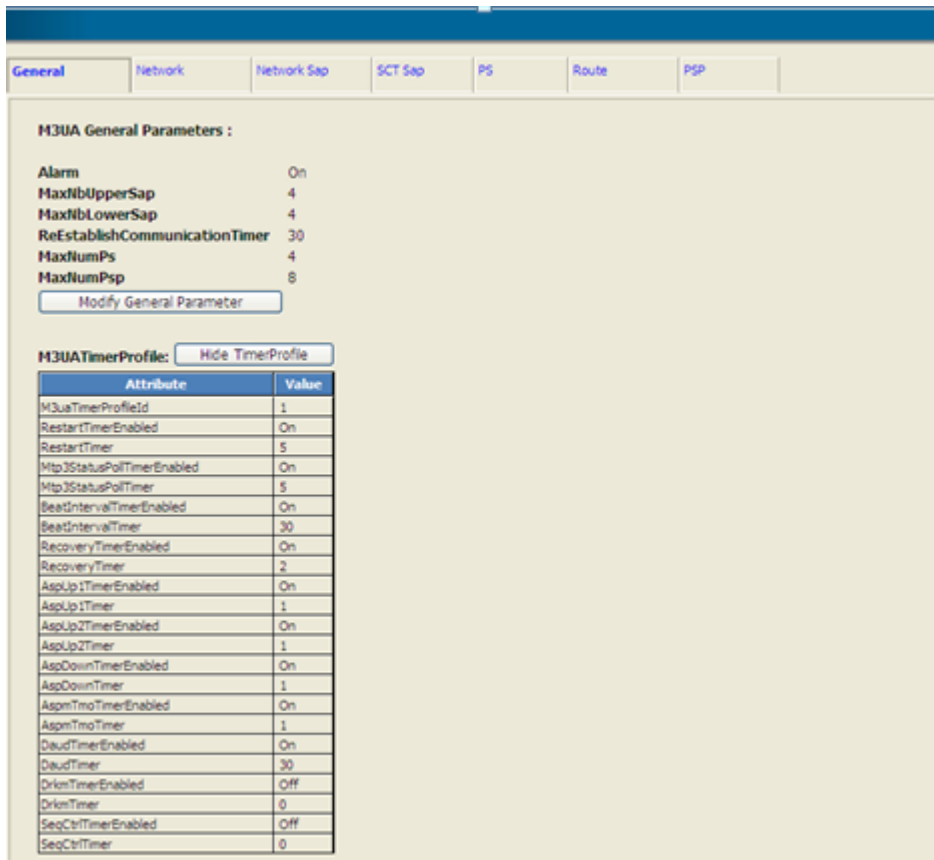 General Network Network Sap SCT Sap PS Route PSP
M3UA General Parameters :
Alarm On
MaxNbUpperSap 4
MaxNbLowerSap 4
ReEstablishCommunicationTimer 30
MaxNumPs 4
MaxNumPsp 8
Modify General Parameter
M3UATimerProfile: Hide TimerProfile
Attribute Value
M3uaTimerProfileId 1
RestartTimerEnabled On
RestartTimer 5
Mtp3StatusPollTimerEnabled On
Mtp3StatusPollTimer 5
BeatIntervalTimerEnabled On
BeatIntervalTimer 30
RecoveryTimerEnabled On
RecoveryTimer 2
AspUp1TimerEnabled On
AspUp1Timer 1
AspUp2TimerEnabled On
AspUp2Timer 1
AspDownTimerEnabled On
AspDownTimer 1
AspmTmoTimerEnabled On
AspmTmoTimer 1
DaudTimerEnabled On
DaudTimer 30
DrkmTimerEnabled Off
DrkmTimer 0
SeqCtrlTimerEnabled Off
SeqCtrlTimer 0